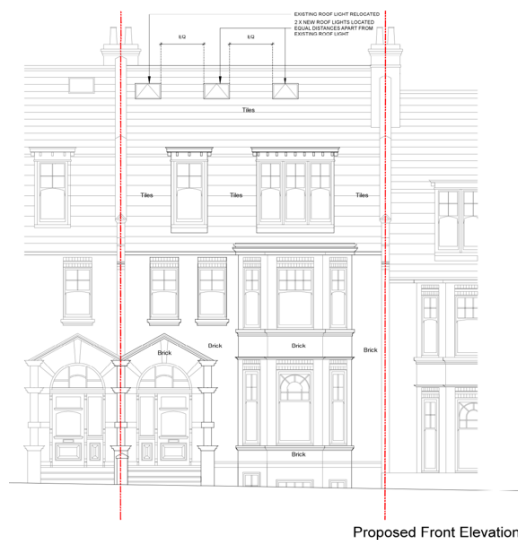 EXISTING ROOF LIGHT RELOCATED
2 X NEW ROOF LIGHTS LOCATED
EQUAL DISTANCES APART FROM
EXISTING ROOF LIGHT
Tiles
Tiles
Tiles
Tiles
Brick
Brick
Brick
Brick
Brick
Proposed Front Elevation